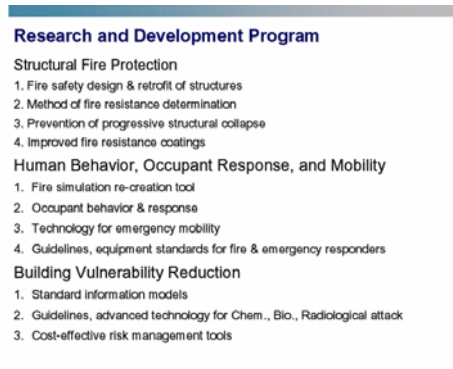 Research and Development Program
Structural Fire Protection
1. Fire safety design & retrofit of structures
2. Method of fire resistance determination
3. Prevention of progressive structural collapse
4. Improved fire resistance coatings
Human Behavior, Occupant Response, and Mobility
1. Fire simulation re-creation tool
2. Occupant behavior & response
3. Technology for emergency mobility
4. Guidelines, equipment standards for fire & emergency responders
Building Vulnerability Reduction
1. Standard information models
2. Guidelines, advanced technology for Chem., Bio., Radiological attack
3. Cost-effective risk management tools